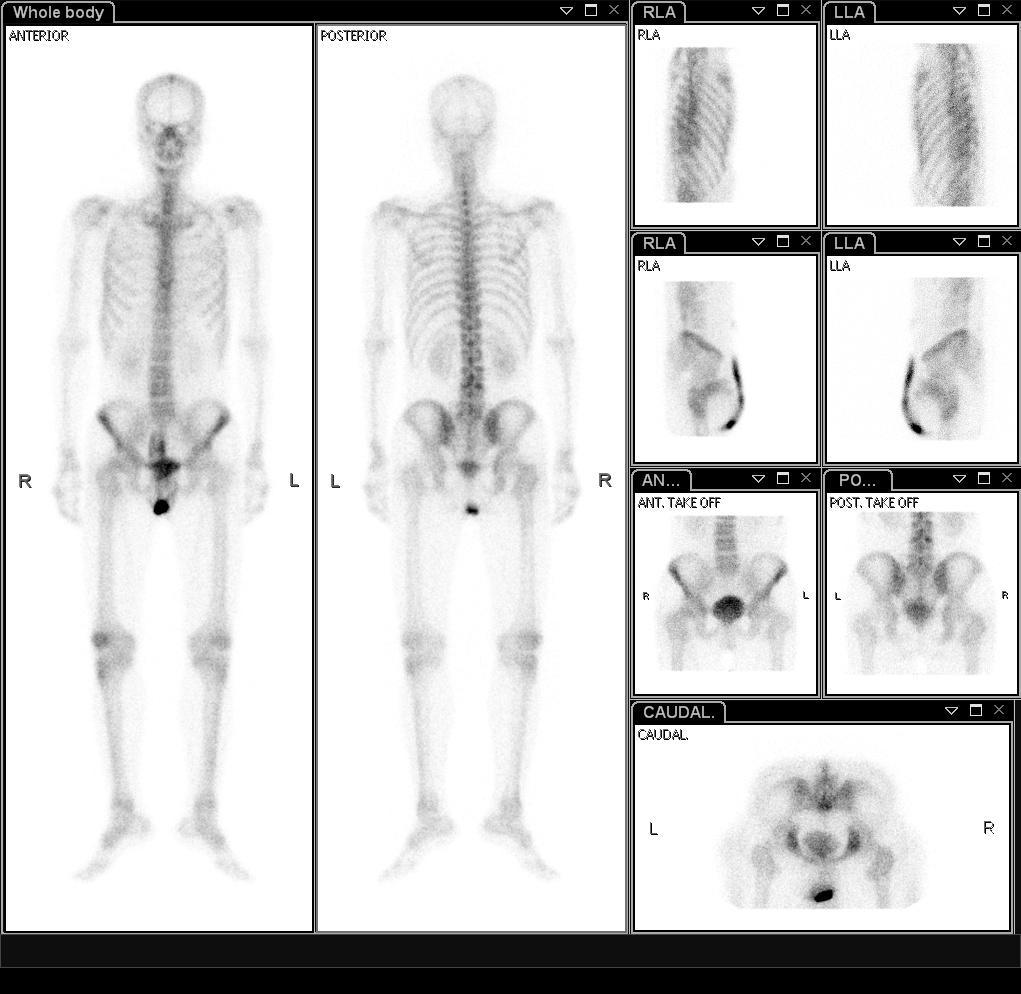 Whole body
ANTERIOR
POSTERIOR
R
L
L
R
RLA
RLA
LLA
LLA
RLA
RLA
LLA
LLA
AN...
ANT. TAKE OFF
R
L
PO...
POST. TAKE OFF
L
R
CAUDAL.
CAUDAL.
L
R